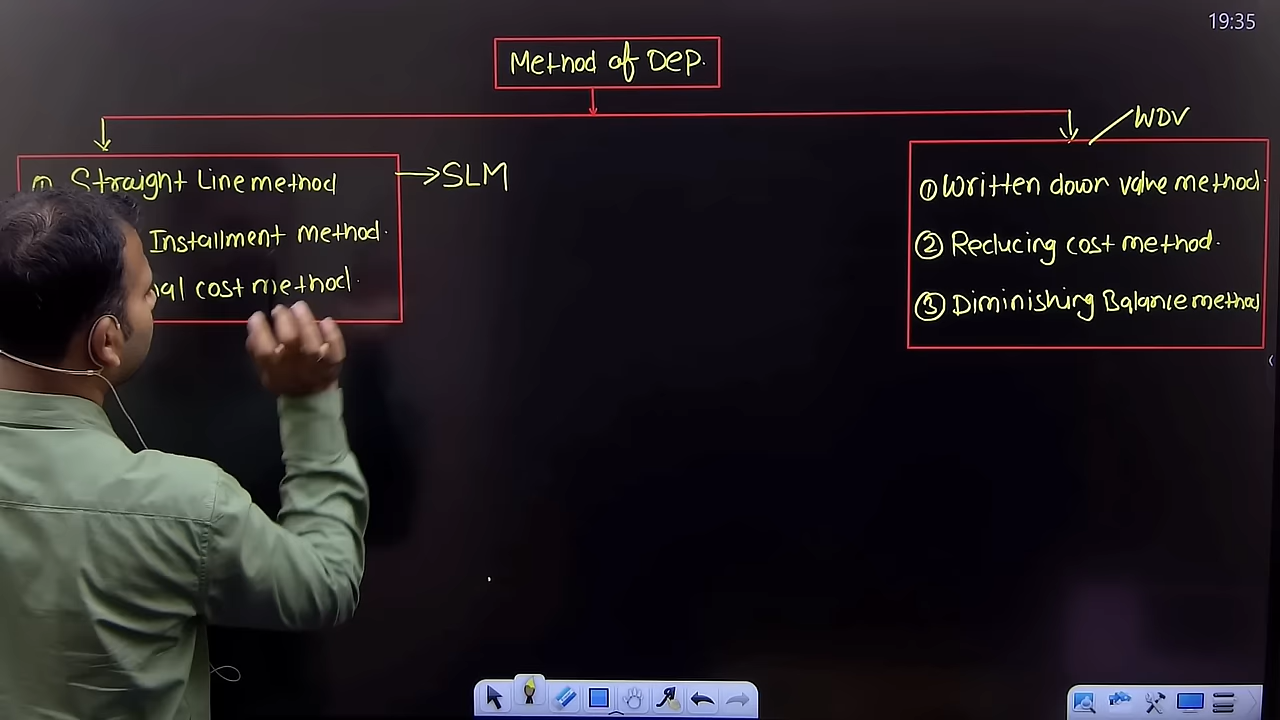 19:35
Method of Dep.
WDV
① Straight Line method
→ SLM
Installment method.
cost method.
① Written down value method.
② Reducing cost method.
③ Diminishing Balance method